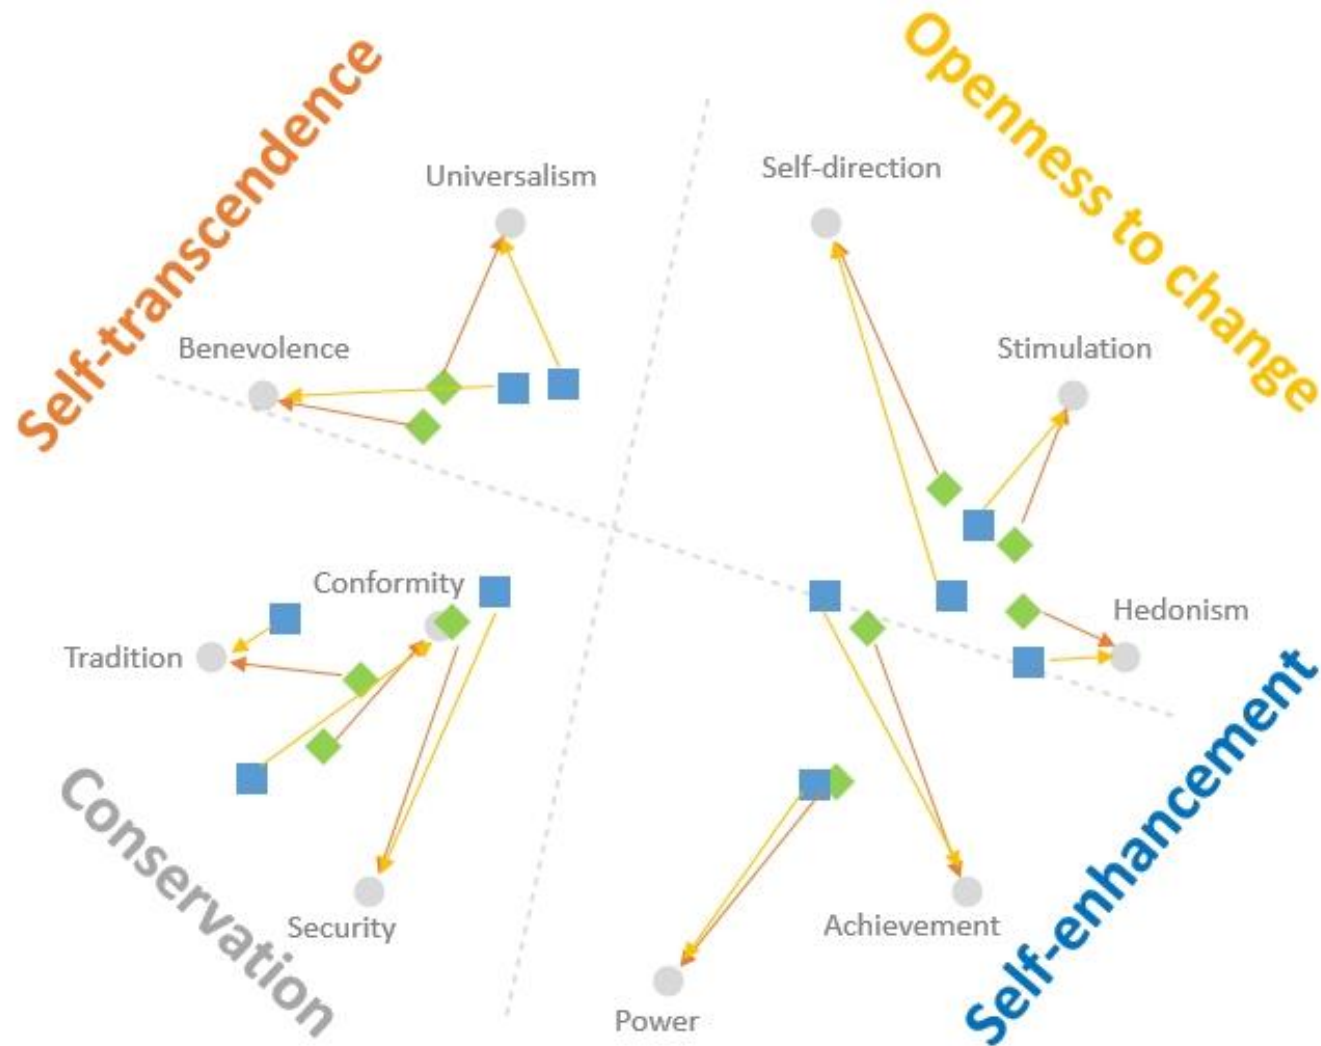 Self-transcendence
Openness to change
Universalism
Self-direction
Benevolence
Stimulation
Conformity
Hedonism
Tradition
Conservation
Security
Achievement
Self-enhancement
Power